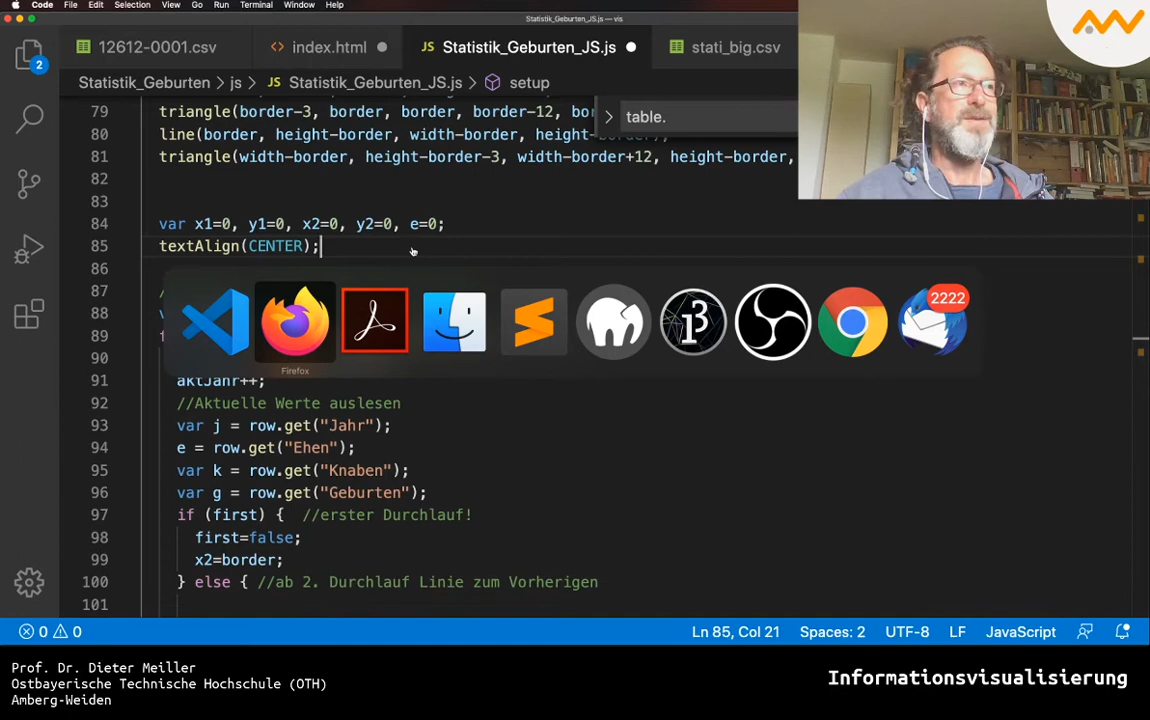 Code File Edit Selection View Go Run Terminal Window Help
Statistik_Geburten_JS.js — vis
12612-0001.csv index.html JS Statistik_Geburten_JS.js stati_big.csv
Statistik_Geburten > js > JS Statistik_Geburten_JS.js > setup
table.
79 triangle(border-3, border, border, border-12,
80 line(border, height-border, width-border,
81 triangle(width-border, height-border-3, width-border+12, height-border,
82
83
84 var x1=0, y1=0, x2=0, y2=0, e=0;
85 textAlign(CENTER);
86
87
88
89
90
Firefox
2222
2
91 aktJahr++;
92 //Aktuelle Werte auslesen
93 var j = row.get("Jahr");
94 e = row.get("Ehen");
95 var k = row.get("Knaben");
96 var g = row.get("Geburten");
97 if (first) { //erster Durchlauf!
98 first=false;
99 x2=border;
100 } else { //ab 2. Durchlauf Linie zum Vorherigen
101
0 0 Ln 85, Col 21 Spaces: 2 UTF-8 LF JavaScript
Prof. Dr. Dieter Meiller
Ostbayerische Technische Hochschule (OTH)
Amberg-Weiden
Informationsvisualisierung